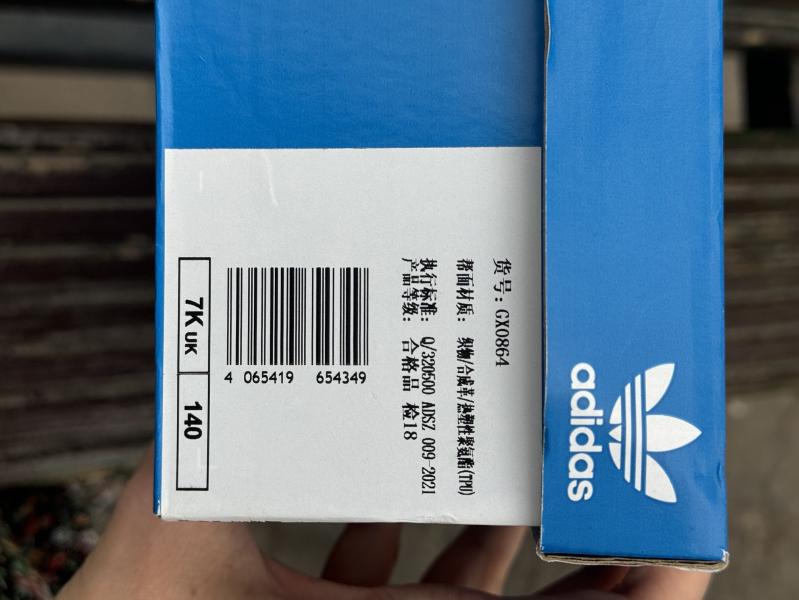 货号: GX0864
帮面材质: 织物/合成革/热塑性聚氨酯(TPU)
执行标准: Q/320500 ADSZ 009-2021
产品等级: 合格品 检18
4 065419 654349
7K UK
140
adidas